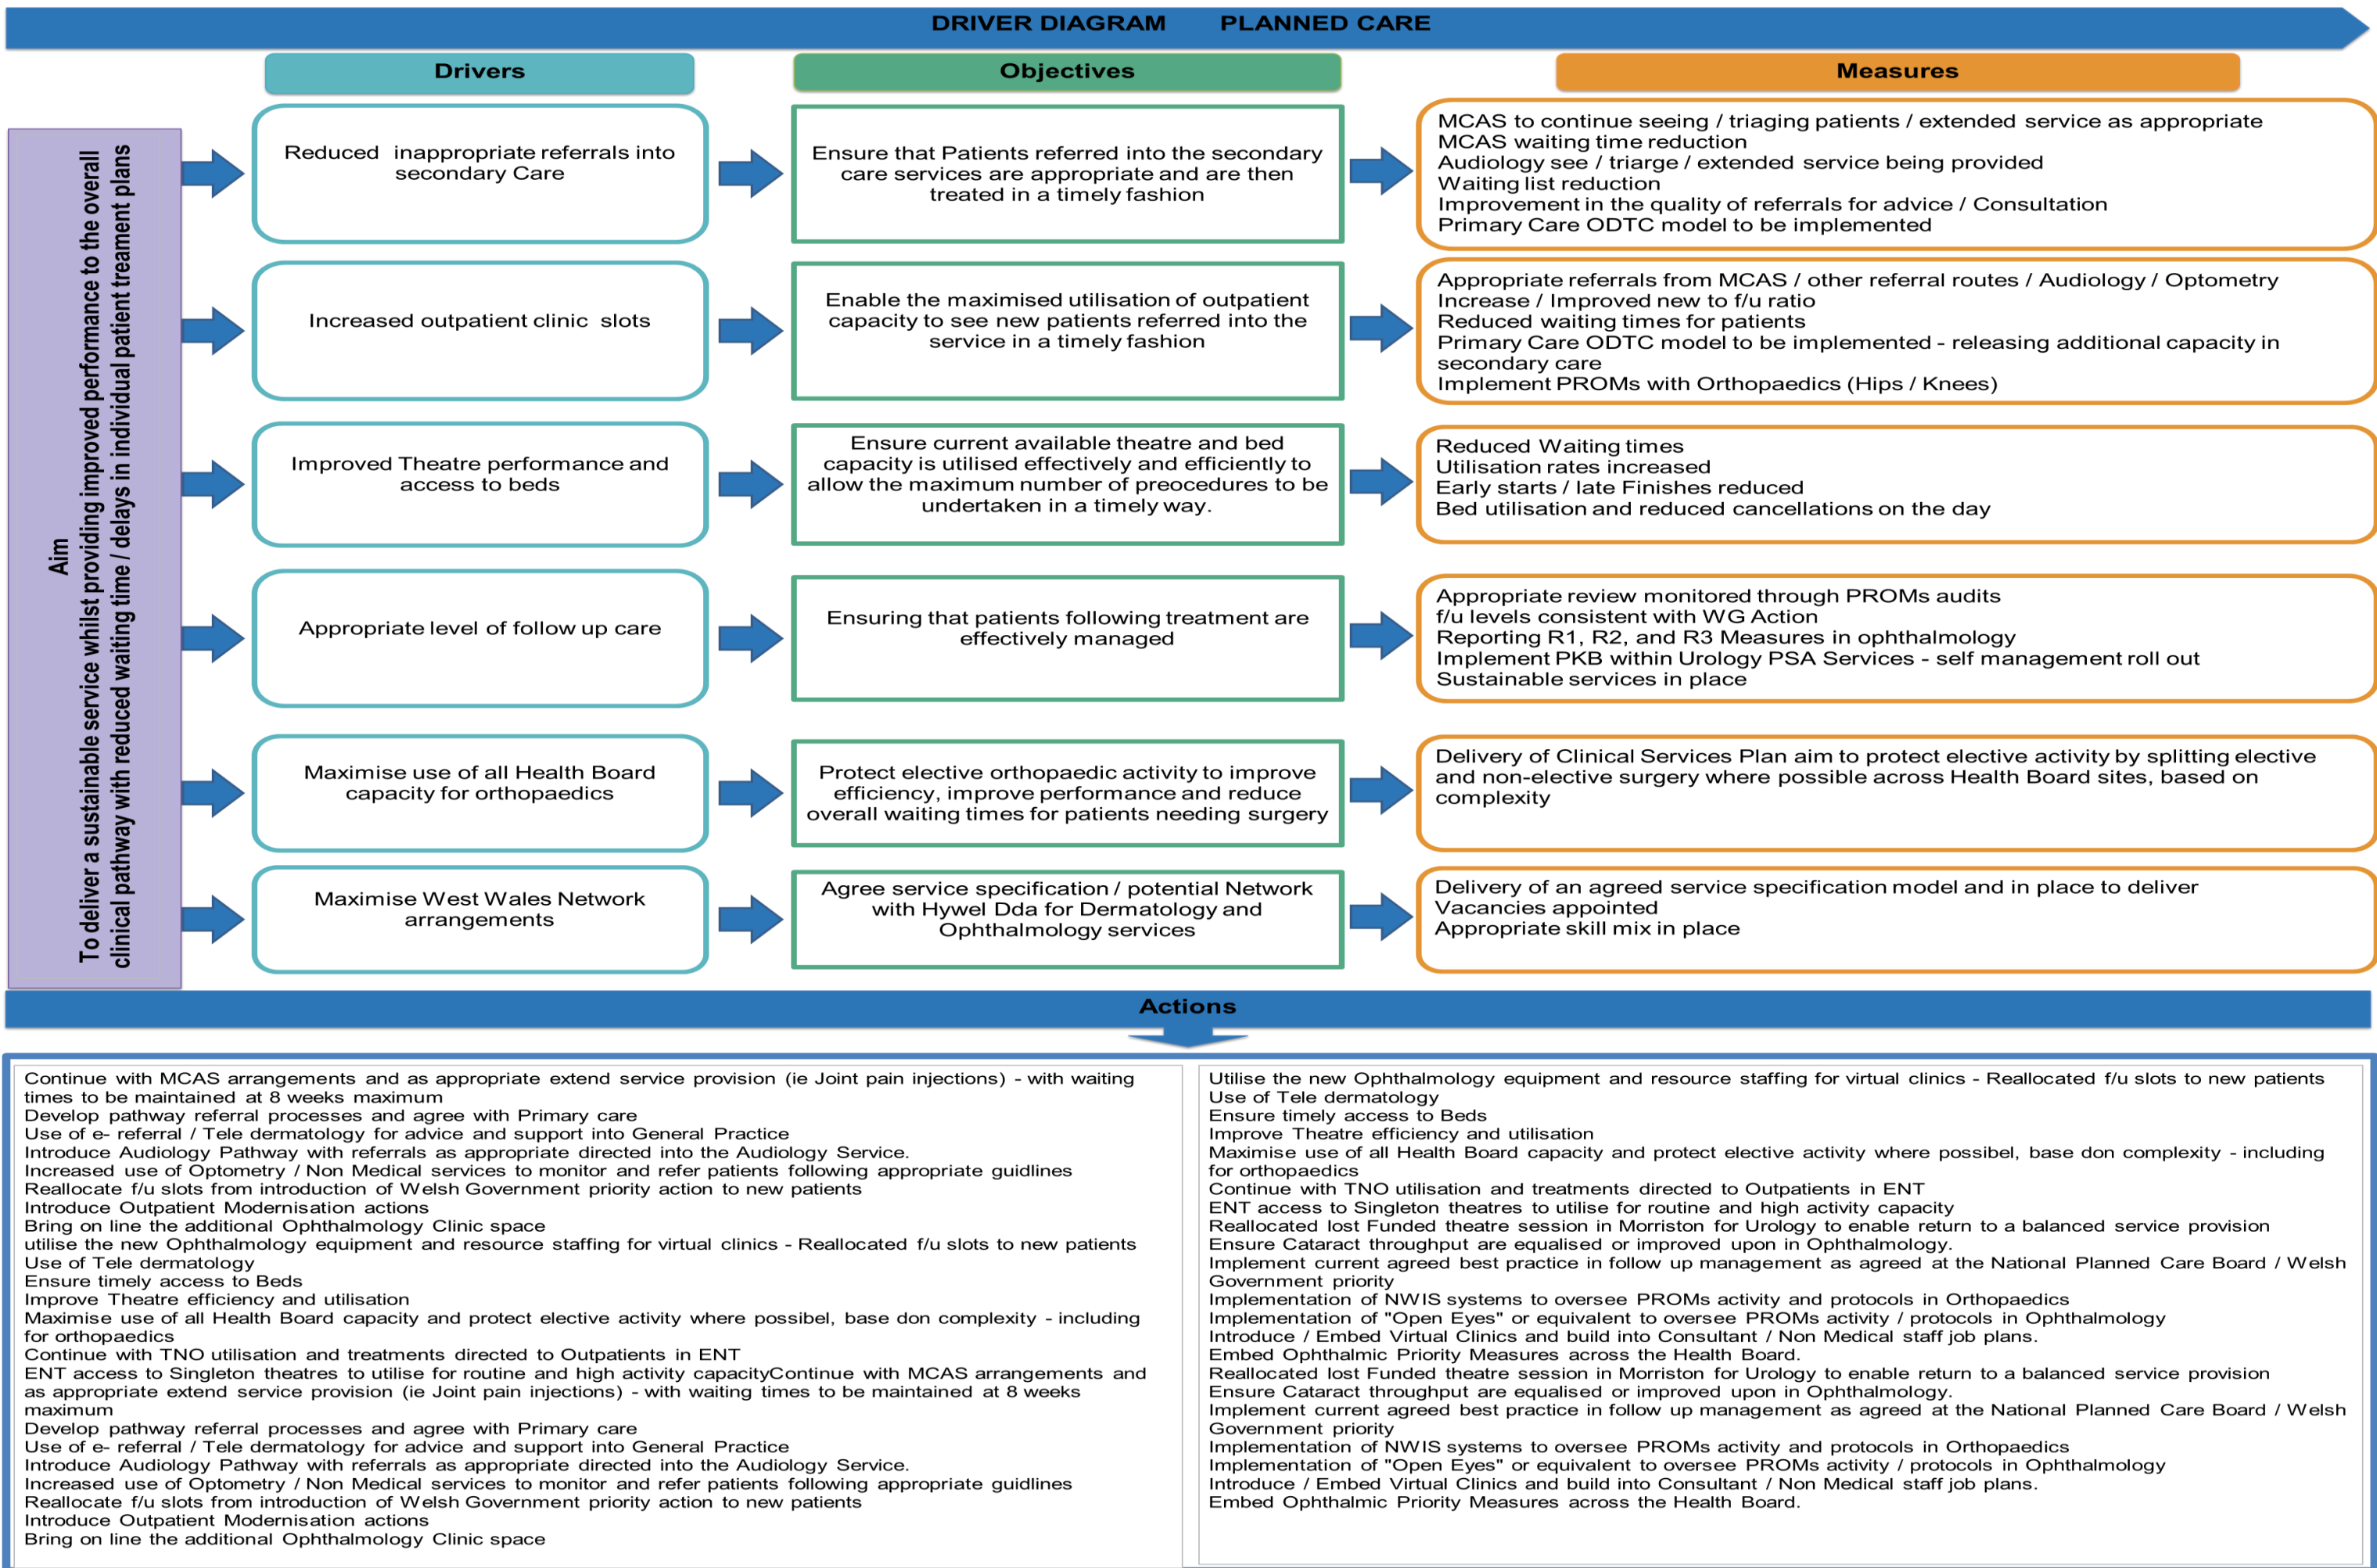 DRIVER DIAGRAM PLANNED CARE
Drivers
Objectives
Measures
Aim
To deliver a sustainable service whilst providing improved performance to the overall
clinical pathway with reduced waiting time / delays in individual patient treament plans
Reduced inappropriate referrals into
secondary Care
Ensure that Patients referred into the secondary
care services are appropriate and are then
treated in a timely fashion
MCAS to continue seeing / triaging patients / extended service as appropriate
MCAS waiting time reduction
Audiology see / triarge / extended service being provided
Waiting list reduction
Improvement in the quality of referrals for advice / Consultation
Primary Care ODTC model to be implemented
Increased outpatient clinic slots
Enable the maximised utilisation of outpatient
capacity to see new patients referred into the
service in a timely fashion
Appropriate referrals from MCAS / other referral routes / Audiology / Optometry
Increase / Improved new to f/u ratio
Reduced waiting times for patients
Primary Care ODTC model to be implemented - releasing additional capacity in
secondary care
Implement PROMs with Orthopaedics (Hips / Knees)
Improved Theatre performance and
access to beds
Ensure current available theatre and bed
capacity is utilised effectively and efficiently to
allow the maximum number of preocedures to be
undertaken in a timely way.
Reduced Waiting times
Utilisation rates increased
Early starts / late Finishes reduced
Bed utilisation and reduced cancellations on the day
Appropriate level of follow up care
Ensuring that patients following treatment are
effectively managed
Appropriate review monitored through PROMs audits
f/u levels consistent with WG Action
Reporting R1, R2, and R3 Measures in ophthalmology
Implement PKB within Urology PSA Services - self management roll out
Sustainable services in place
Maximise use of all Health Board
capacity for orthopaedics
Protect elective orthopaedic activity to improve
efficiency, improve performance and reduce
overall waiting times for patients needing surgery
Delivery of Clinical Services Plan aim to protect elective activity by splitting elective
and non-elective surgery where possible across Health Board sites, based on
complexity
Maximise West Wales Network
arrangements
Agree service specification / potential Network
with Hywel Dda for Dermatology and
Ophthalmology services
Delivery of an agreed service specification model and in place to deliver
Vacancies appointed
Appropriate skill mix in place
Actions
Continue with MCAS arrangements and as appropriate extend service provision (ie Joint pain injections) - with waiting
times to be maintained at 8 weeks maximum
Develop pathway referral processes and agree with Primary care
Use of e- referral / Tele dermatology for advice and support into General Practice
Introduce Audiology Pathway with referrals as appropriate directed into the Audiology Service.
Increased use of Optometry / Non Medical services to monitor and refer patients following appropriate guidlines
Reallocate f/u slots from introduction of Welsh Government priority action to new patients
Introduce Outpatient Modernisation actions
Bring on line the additional Ophthalmology Clinic space
utilise the new Ophthalmology equipment and resource staffing for virtual clinics - Reallocated f/u slots to new patients
Use of Tele dermatology
Ensure timely access to Beds
Improve Theatre efficiency and utilisation
Maximise use of all Health Board capacity and protect elective activity where possibel, base don complexity - including
for orthopaedics
Continue with TNO utilisation and treatments directed to Outpatients in ENT
ENT access to Singleton theatres to utilise for routine and high activity capacityContinue with MCAS arrangements and
as appropriate extend service provision (ie Joint pain injections) - with waiting times to be maintained at 8 weeks
maximum
Develop pathway referral processes and agree with Primary care
Use of e- referral / Tele dermatology for advice and support into General Practice
Introduce Audiology Pathway with referrals as appropriate directed into the Audiology Service.
Increased use of Optometry / Non Medical services to monitor and refer patients following appropriate guidlines
Reallocate f/u slots from introduction of Welsh Government priority action to new patients
Introduce Outpatient Modernisation actions
Bring on line the additional Ophthalmology Clinic space
Utilise the new Ophthalmology equipment and resource staffing for virtual clinics - Reallocated f/u slots to new patients
Use of Tele dermatology
Ensure timely access to Beds
Improve Theatre efficiency and utilisation
Maximise use of all Health Board capacity and protect elective activity where possibel, base don complexity - including
for orthopaedics
Continue with TNO utilisation and treatments directed to Outpatients in ENT
ENT access to Singleton theatres to utilise for routine and high activity capacity
Reallocated lost Funded theatre session in Morriston for Urology to enable return to a balanced service provision
Ensure Cataract throughput are equalised or improved upon in Ophthalmology.
Implement current agreed best practice in follow up management as agreed at the National Planned Care Board / Welsh
Government priority
Implementation of NWIS systems to oversee PROMs activity and protocols in Orthopaedics
Implementation of "Open Eyes" or equivalent to oversee PROMs activity / protocols in Ophthalmology
Introduce / Embed Virtual Clinics and build into Consultant / Non Medical staff job plans.
Embed Ophthalmic Priority Measures across the Health Board.
Reallocated lost Funded theatre session in Morriston for Urology to enable return to a balanced service provision
Ensure Cataract throughput are equalised or improved upon in Ophthalmology.
Implement current agreed best practice in follow up management as agreed at the National Planned Care Board / Welsh
Government priority
Implementation of NWIS systems to oversee PROMs activity and protocols in Orthopaedics
Implementation of "Open Eyes" or equivalent to oversee PROMs activity / protocols in Ophthalmology
Introduce / Embed Virtual Clinics and build into Consultant / Non Medical staff job plans.
Embed Ophthalmic Priority Measures across the Health Board.